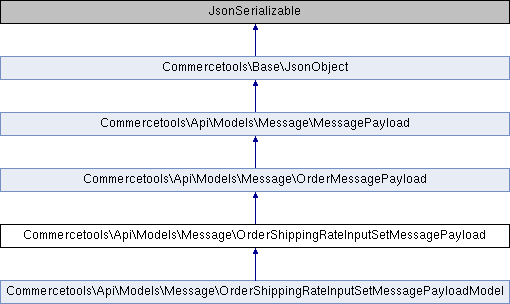 JsonSerializable
Commercetools\Base\JsonObject
Commercetools\Api\Models\Message\MessagePayload
Commercetools\Api\Models\Message\OrderMessagePayload
Commercetools\Api\Models\Message\OrderShippingRateInputSetMessagePayload
Commercetools\Api\Models\Message\OrderShippingRateInputSetMessagePayloadModel